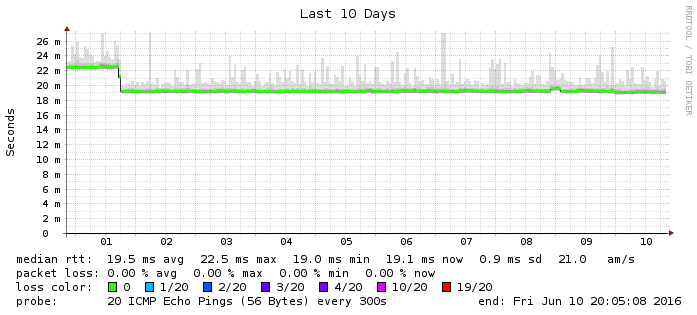 Last 10 Days
RRDTOOL / TOBI OETIKER
Seconds
26 m
24 m
22 m
20 m
18 m
16 m
14 m
12 m
10 m
8 m
6 m
4 m
2 m
0
01 02 03 04 05 06 07 08 09 10
median rtt: 19.5 ms avg 22.5 ms max 19.0 ms min 19.1 ms now 0.9 ms sd 21.0 am/s
packet loss: 0.00 % avg 0.00 % max 0.00 % min 0.00 % now
loss color: 0 1/20 2/20 3/20 4/20 10/20 19/20
probe: 20 ICMP Echo Pings (56 Bytes) every 300s end: Fri Jun 10 20:05:08 2016